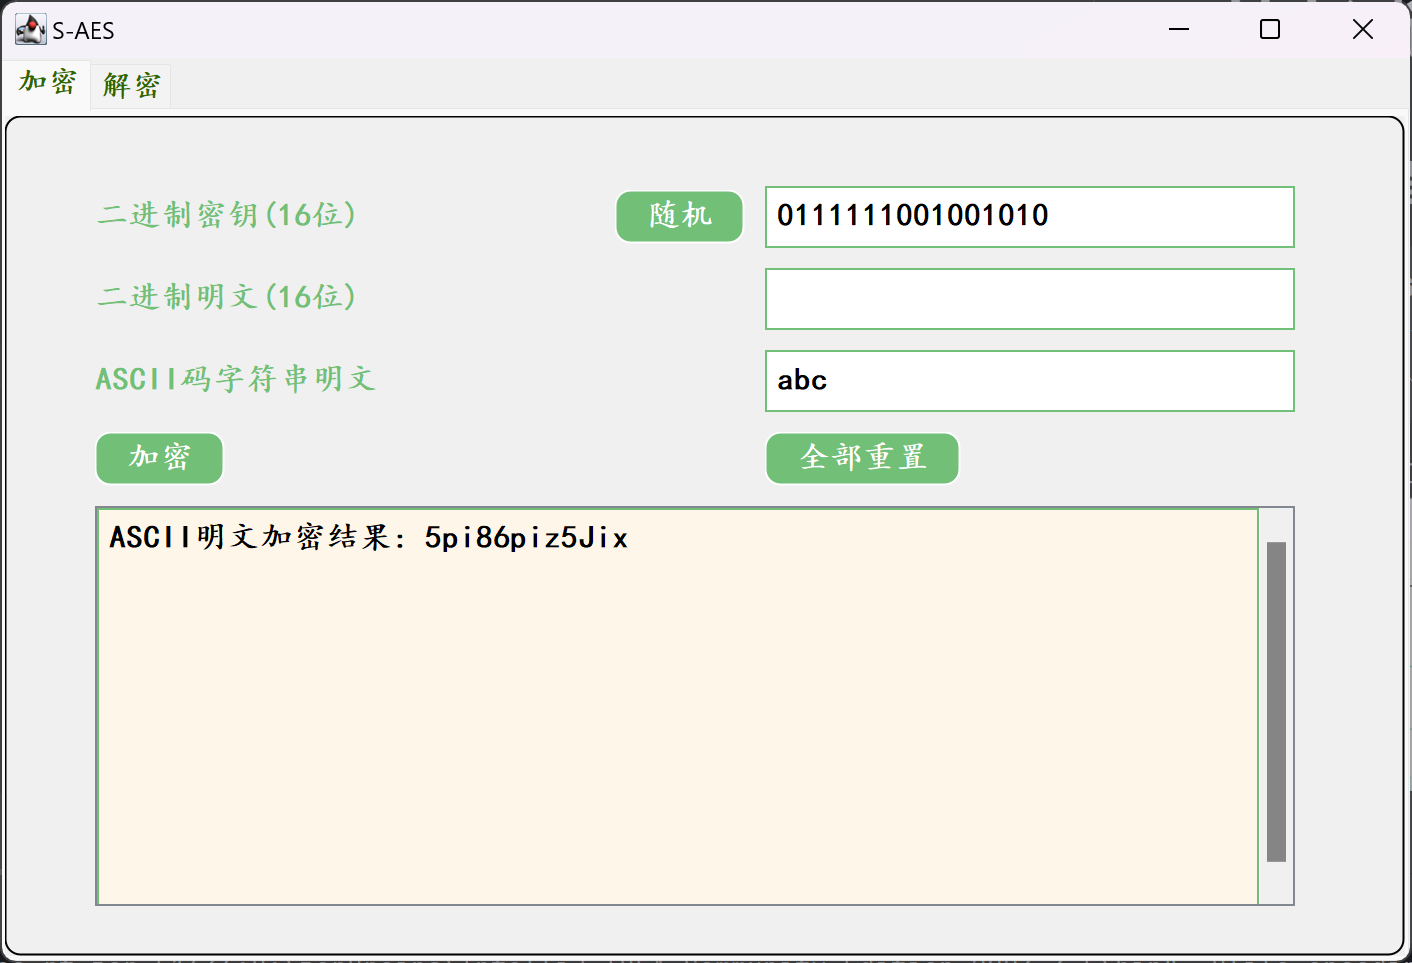 S-AES
加密 解密
二进制密钥(16位) 随机 0111111001001010
二进制明文(16位)
ASCII码字符串明文 abc
加密 全部重置
ASCII明文加密结果: 5pi86piz5Jix